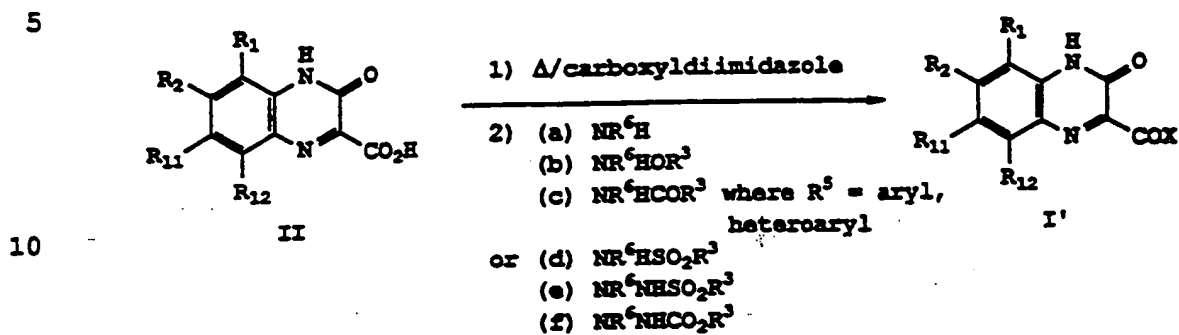 5
R₁ H N O
R₂
R₁₁ N CO₂H
R₁₂
II
1) Δ/carboxyldiimidazole
2) (a) NR⁶H
(b) NR⁶HOR³
(c) NR⁶HCOR³ where R⁵ = aryl,
heteroaryl
or (d) NR⁶HSO₂R³
(e) NR⁶NHSO₂R³
(f) NR⁶NHCO₂R³
R₁ H N O
R₂
R₁₁ N COX
R₁₂
I'
10